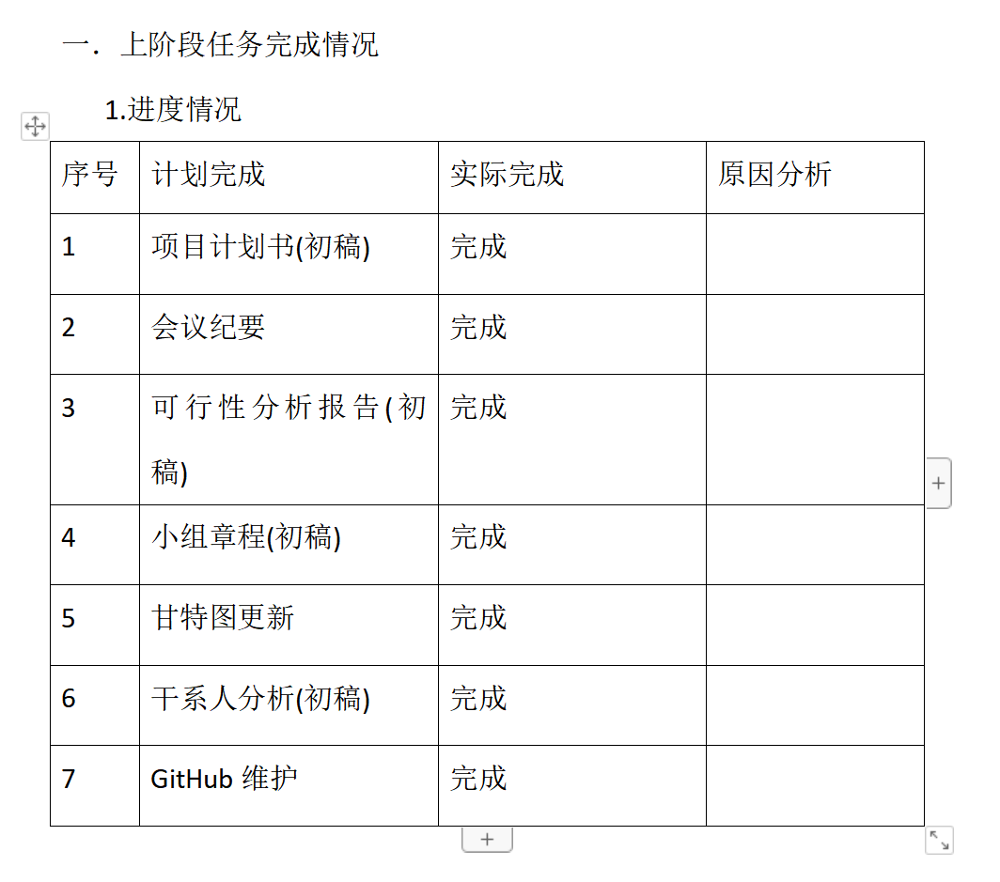 一．上阶段任务完成情况
1.进度情况
序号 计划完成 实际完成 原因分析
1 项目计划书(初稿) 完成
2 会议纪要 完成
3 可行性分析报告(初 完成
稿)
4 小组章程(初稿) 完成
5 甘特图更新 完成
6 干系人分析(初稿) 完成
7 GitHub 维护 完成